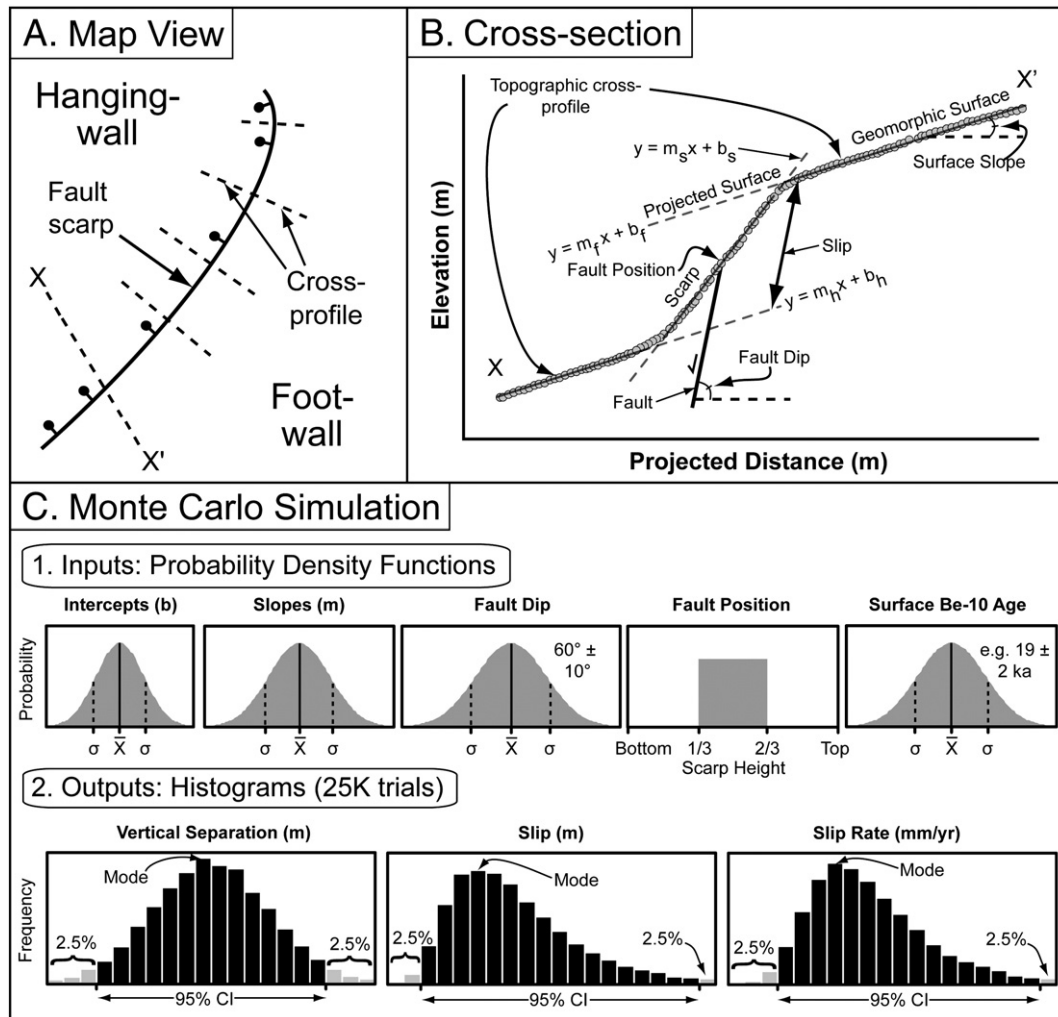 A. Map View
Hanging-
wall
Fault
scarp
Cross-
profile
X
X'
Foot-
wall
B. Cross-section
Topographic cross-
profile
X'
Geomorphic Surface
y = mₛx + bₛ
Surface Slope
Projected Surface
y = m_f x + b_f
Fault Position
Slip
Scarp
y = mₕx + bₕ
X
Fault Dip
Fault
Elevation (m)
Projected Distance (m)
C. Monte Carlo Simulation
1. Inputs: Probability Density Functions
Intercepts (b)
Slopes (m)
Fault Dip
Fault Position
Surface Be-10 Age
Probability
60° ±
10°
e.g. 19 ±
2 ka
σ X̅ σ
σ X̅ σ
σ X̅ σ
Bottom 1/3 2/3 Top
Scarp Height
σ X̅ σ
2. Outputs: Histograms (25K trials)
Vertical Separation (m)
Slip (m)
Slip Rate (mm/yr)
Frequency
Mode
2.5%
2.5%
95% CI
Mode
2.5%
2.5%
95% CI
Mode
2.5%
2.5%
95% CI